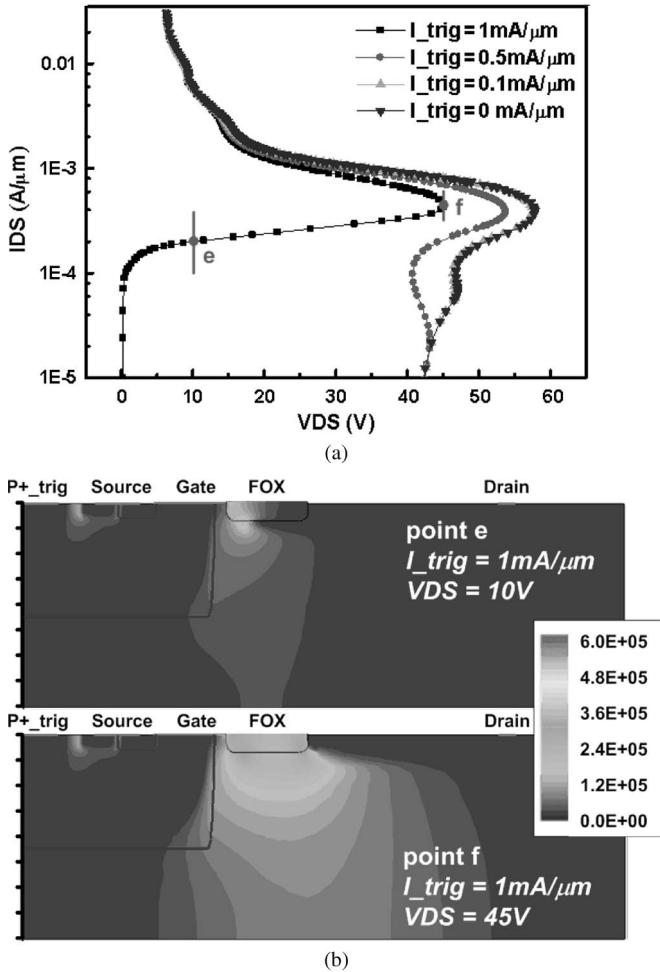 I_trig = 1mA/μm
I_trig = 0.5mA/μm
I_trig = 0.1mA/μm
I_trig = 0 mA/μm
0.01
1E-3
1E-4
1E-5
IDS (A/μm)
f
e
0 10 20 30 40 50 60
VDS (V)
(a)
P+_trig Source Gate FOX Drain
point e
I_trig = 1mA/μm
VDS = 10V
6.0E+05
4.8E+05
3.6E+05
2.4E+05
1.2E+05
0.0E+00
P+_trig Source Gate FOX Drain
point f
I_trig = 1mA/μm
VDS = 45V
(b)